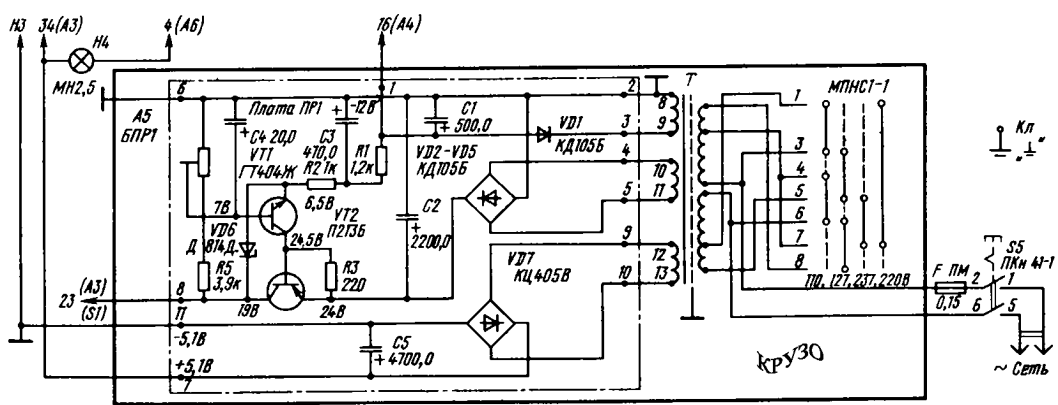 Н3 34(А3) 4(А6) 16(А4)
Н4
МН2,5
А5
БПР1
6
Плата ПР1
1
2
Т
МПНСТ-1
С4 20,0
VT1
ГТ404Ж
-12В
С3
410,0
R2 1к
R1
1,2к
С1
500,0
VD1
КД105Б
VD2-VD5
КД105Б
3
4
5
8
9
10
11
12
13
1
3
4
5
6
7
8
110, 127, 237, 220В
Кл
"⊥"
7В
6,5В
VT2
П213Б
VD6
Д 814Д
24,5В
С2
2200,0
R5
3,9к
R3
220
9
10
VD7
КЦ405В
23 (А3)
(S1)
8
19В
24В
11
-5,1В
С5
4700,0
+5,1В
7
F ПМ
0,15
S5
ПКн 41-1
2 1
6 5
~ Сеть
КРУЗО